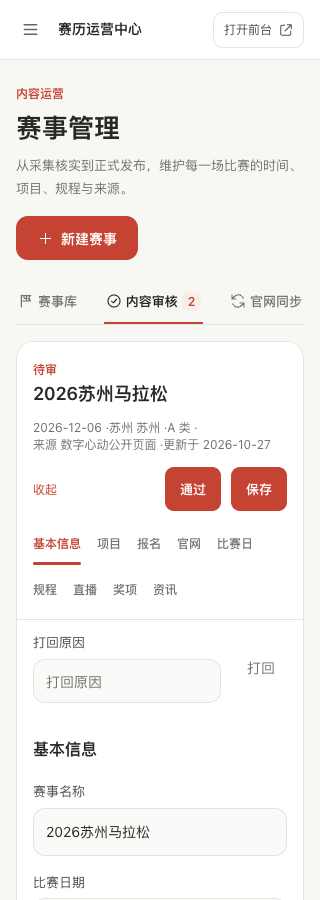 赛历运营中心
打开前台
内容运营
赛事管理
从采集核实到正式发布，维护每一场比赛的时间、
项目、规程与来源。
新建赛事
赛事库
内容审核 2
官网同步
待审
2026苏州马拉松
2026-12-06 ·苏州 苏州 ·A 类 ·
来源 数字心动公开页面 ·更新于 2026-10-27
收起
通过
保存
基本信息 项目 报名 官网 比赛日
规程 直播 奖项 资讯
打回原因
打回原因
打回
基本信息
赛事名称
2026苏州马拉松
比赛日期